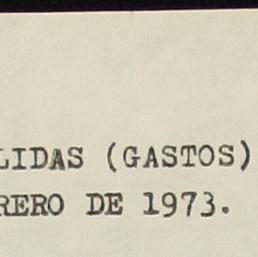 LIDAS (GASTOS)
RERO DE 1973.